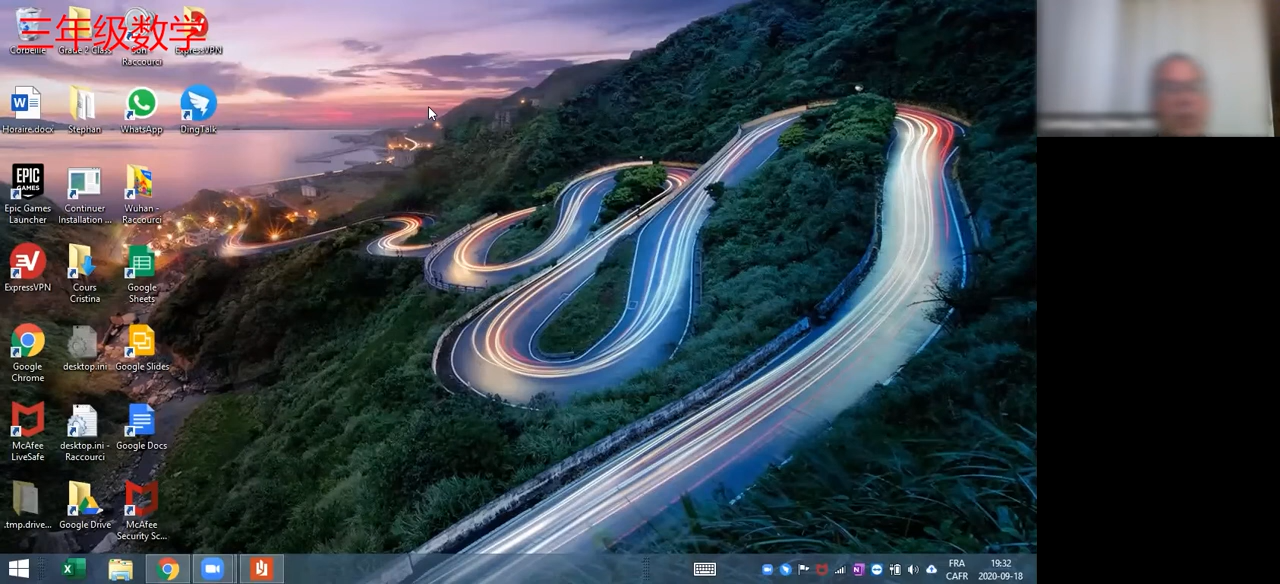 三年级数学
Corbeille
Grade 2 Class
Raccourci
ExpressVPN
Horaire.docx
Stephan
WhatsApp
DingTalk
EPIC
GAMES
Epic Games
Launcher
Continuer
Installation ...
Wuhan -
Raccourci
ExpressVPN
Cours
Cristina
Google
Sheets
Google
Chrome
desktop.ini
Google Slides
McAfee
LiveSafe
desktop.ini -
Raccourci
Google Docs
.tmp.drive...
Google Drive
McAfee
Security Sc...
FRA
CAFR
19:32
2020-09-18